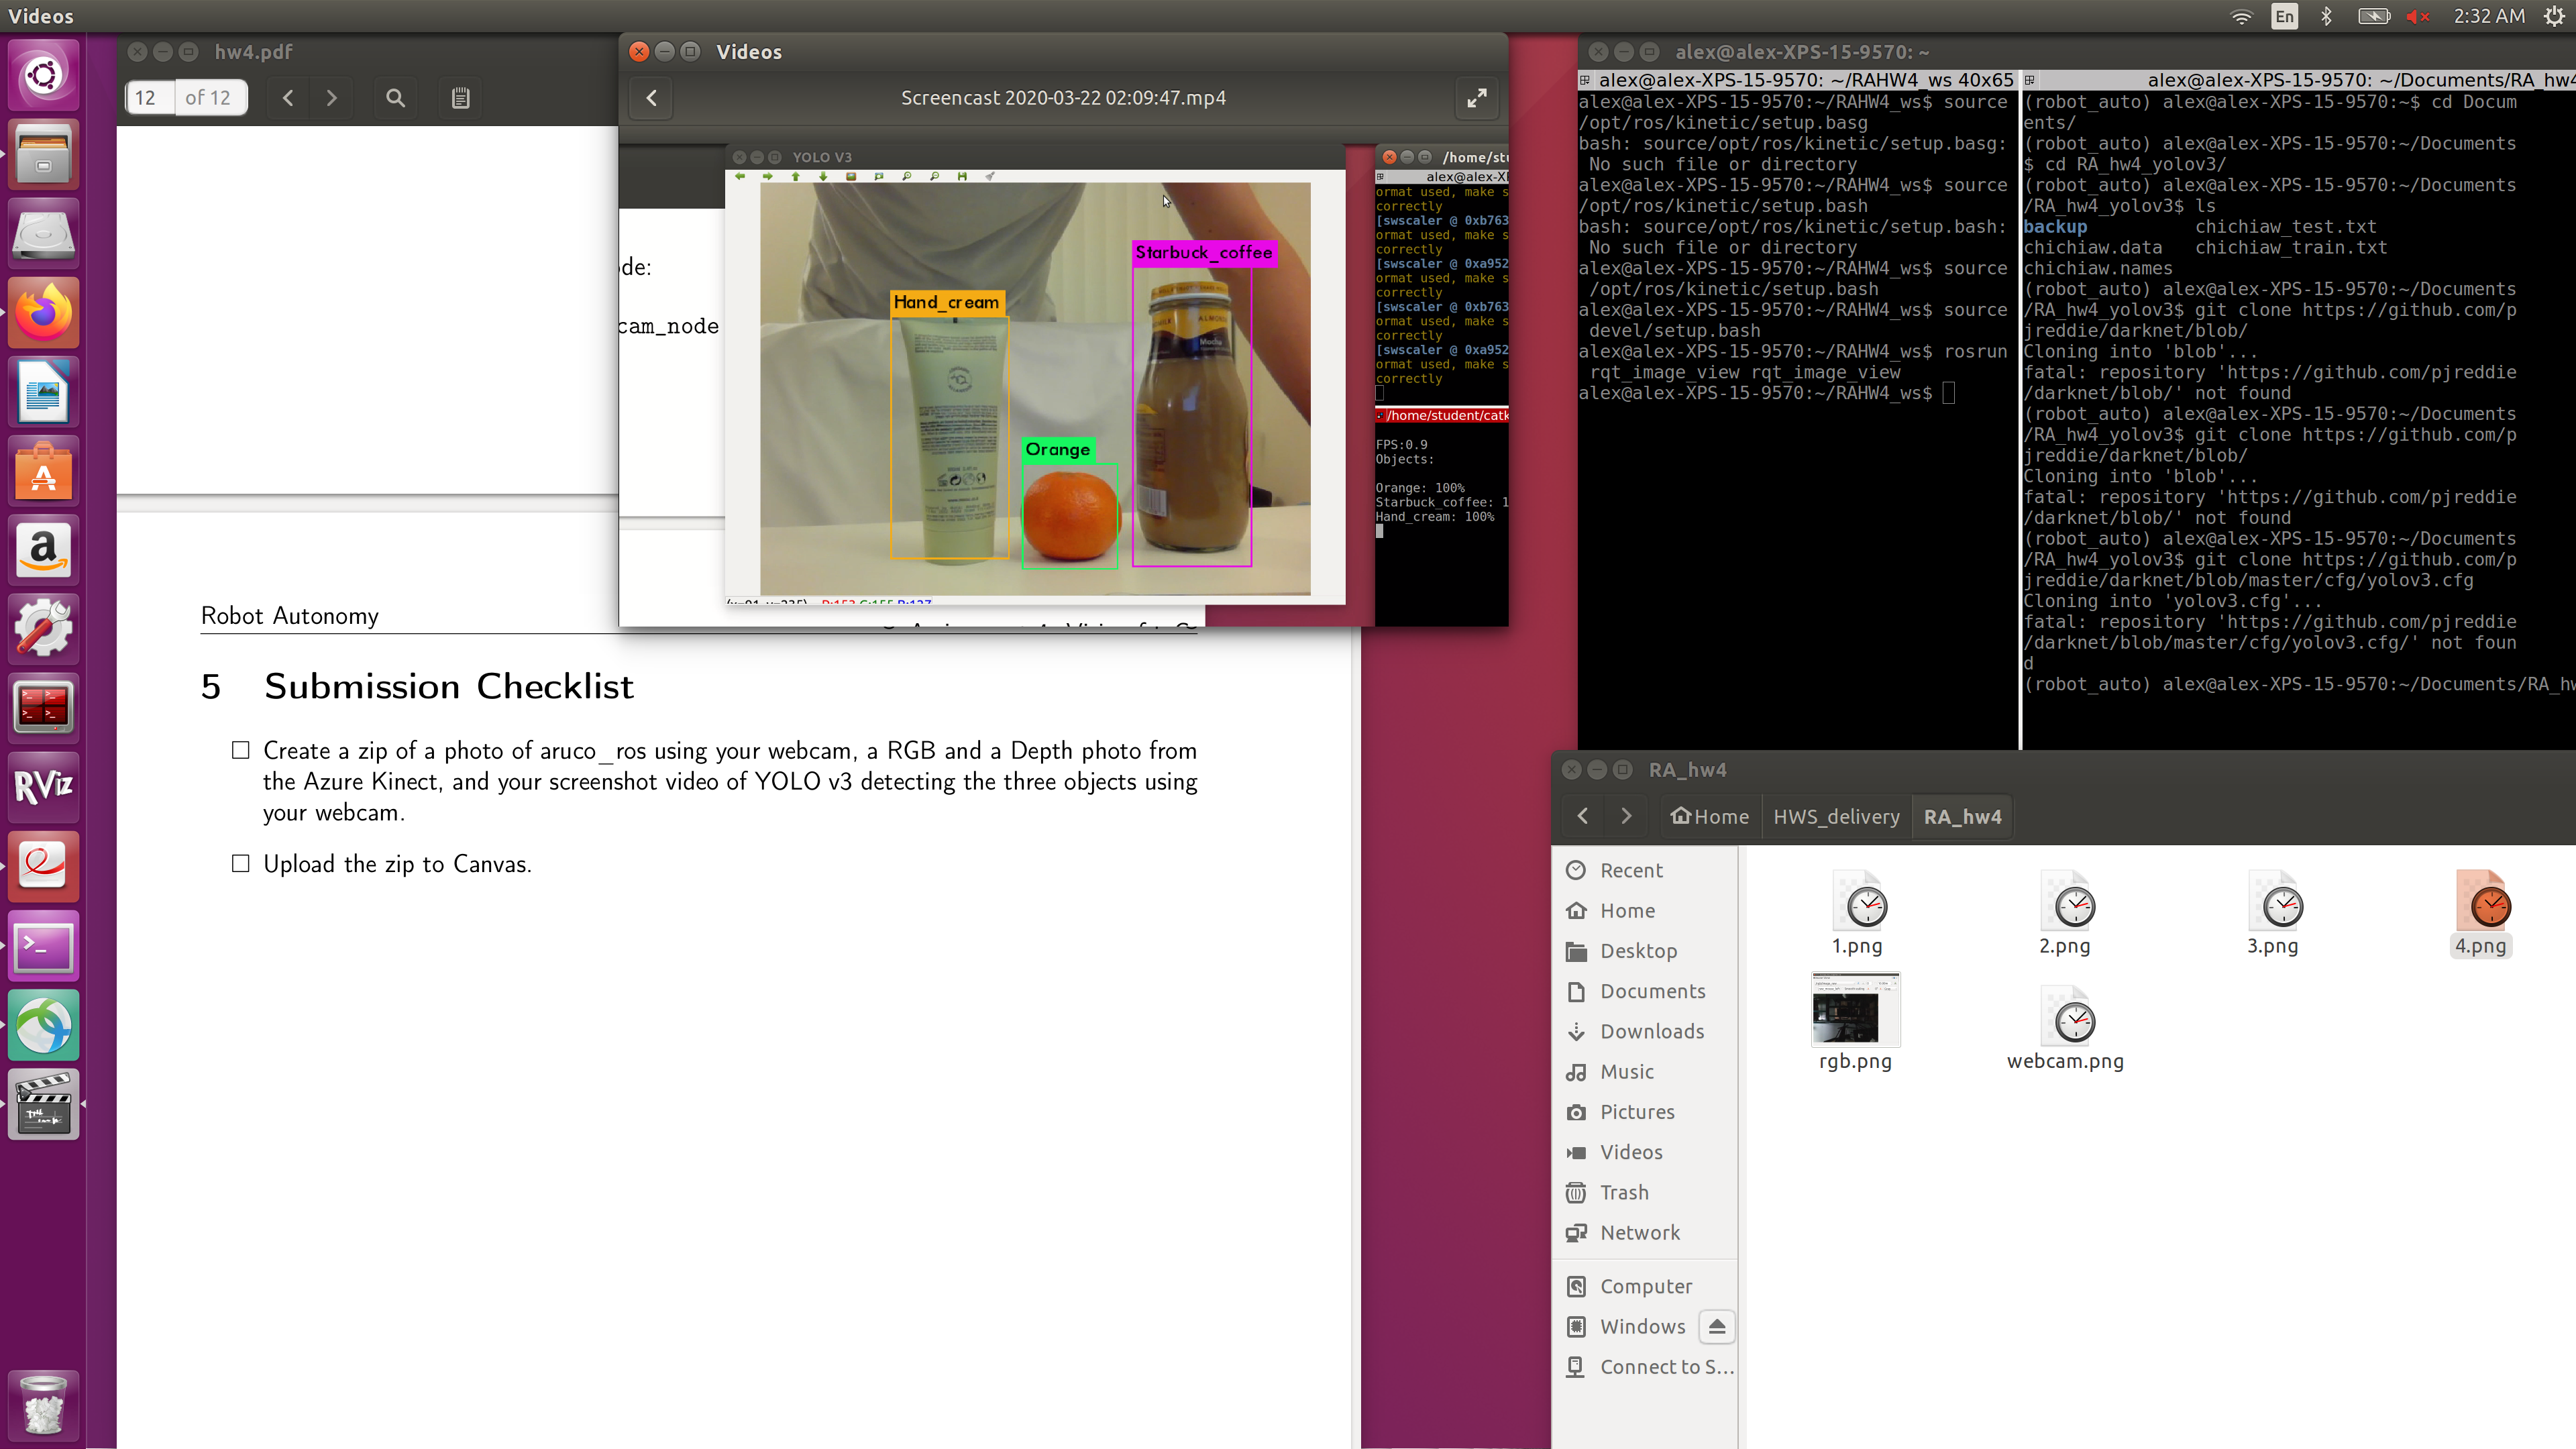 Videos
En
2:32 AM
hw4.pdf
12 of 12
Robot Autonomy
5 Submission Checklist
Create a zip of a photo of aruco_ros using your webcam, a RGB and a Depth photo from
the Azure Kinect, and your screenshot video of YOLO v3 detecting the three objects using
your webcam.
Upload the zip to Canvas.
Videos
Screencast 2020-03-22 02:09:47.mp4
ode:
cam_node
YOLO V3
Hand_cream
Orange
Starbuck_coffee
ALMOND
Mocha
/home/stu
alex@alex-XP
ormat used, make s
correctly
[swscaler @ 0xb763
ormat used, make s
correctly
[swscaler @ 0xa952
ormat used, make s
correctly
[swscaler @ 0xb763
ormat used, make s
correctly
[swscaler @ 0xa952
ormat used, make s
correctly
/home/student/catk
FPS:0.9
Objects:
Orange: 100%
Starbuck_coffee: 1
Hand_cream: 100%
alex@alex-XPS-15-9570: ~
alex@alex-XPS-15-9570: ~/RAHW4_ws 40x65
alex@alex-XPS-15-9570:~/RAHW4_ws$ source
/opt/ros/kinetic/setup.basg
bash: source/opt/ros/kinetic/setup.basg:
No such file or directory
alex@alex-XPS-15-9570:~/RAHW4_ws$ source
/opt/ros/kinetic/setup.bash
bash: source/opt/ros/kinetic/setup.bash:
No such file or directory
alex@alex-XPS-15-9570:~/RAHW4_ws$ source
/opt/ros/kinetic/setup.bash
alex@alex-XPS-15-9570:~/RAHW4_ws$ source
devel/setup.bash
alex@alex-XPS-15-9570:~/RAHW4_ws$ rosrun
rqt_image_view rqt_image_view
alex@alex-XPS-15-9570:~/RAHW4_ws$
alex@alex-XPS-15-9570: ~/Documents/RA_hw4
(robot_auto) alex@alex-XPS-15-9570:~$ cd Docum
ents/
(robot_auto) alex@alex-XPS-15-9570:~/Documents
$ cd RA_hw4_yolov3/
(robot_auto) alex@alex-XPS-15-9570:~/Documents
/RA_hw4_yolov3$ ls
backup chichiaw_test.txt
chichiaw.data chichiaw_train.txt
chichiaw.names
(robot_auto) alex@alex-XPS-15-9570:~/Documents
/RA_hw4_yolov3$ git clone https://github.com/p
jreddie/darknet/blob/
Cloning into 'blob'...
fatal: repository 'https://github.com/pjreddie
/darknet/blob/' not found
(robot_auto) alex@alex-XPS-15-9570:~/Documents
/RA_hw4_yolov3$ git clone https://github.com/p
jreddie/darknet/blob/
Cloning into 'blob'...
fatal: repository 'https://github.com/pjreddie
/darknet/blob/' not found
(robot_auto) alex@alex-XPS-15-9570:~/Documents
/RA_hw4_yolov3$ git clone https://github.com/p
jreddie/darknet/blob/master/cfg/yolov3.cfg
Cloning into 'yolov3.cfg'...
fatal: repository 'https://github.com/pjreddie
/darknet/blob/master/cfg/yolov3.cfg/' not foun
d
(robot_auto) alex@alex-XPS-15-9570:~/Documents/RA_hw
RA_hw4
Home HWS_delivery RA_hw4
Recent
Home
Desktop
Documents
Downloads
Music
Pictures
Videos
Trash
Network
Computer
Windows
Connect to S...
1.png 2.png 3.png 4.png
rgb.png webcam.png
RViz